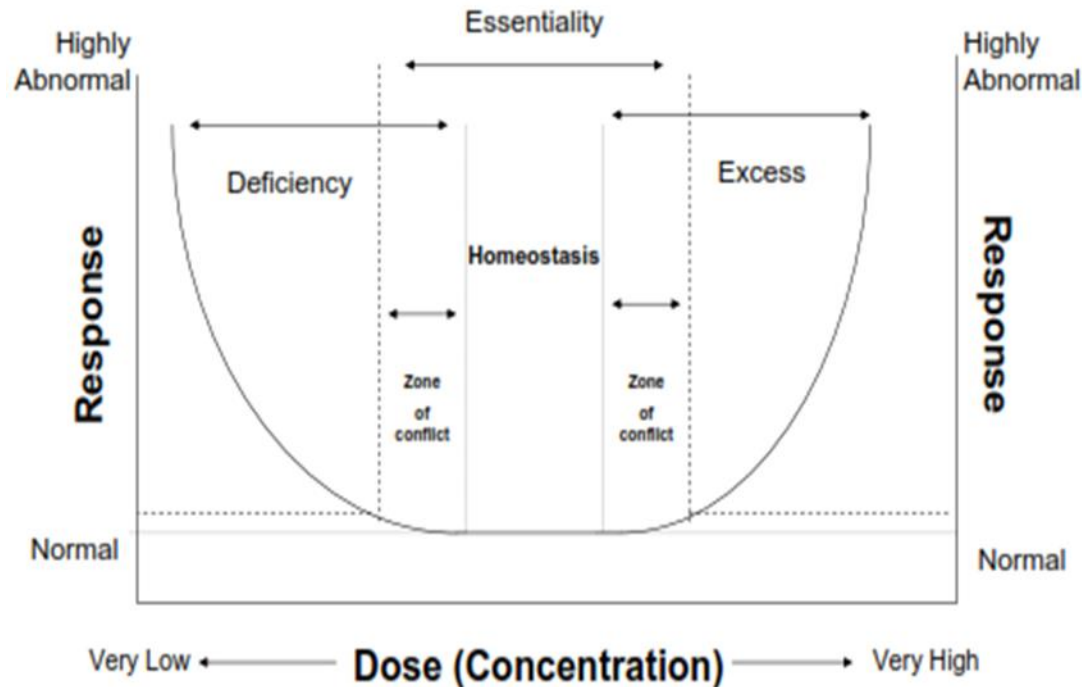 Essentiality
Highly
Abnormal
Highly
Abnormal
Deficiency
Excess
Homeostasis
Response
Response
Zone
of
conflict
Zone
of
conflict
Normal
Normal
Very Low
Dose (Concentration)
Very High